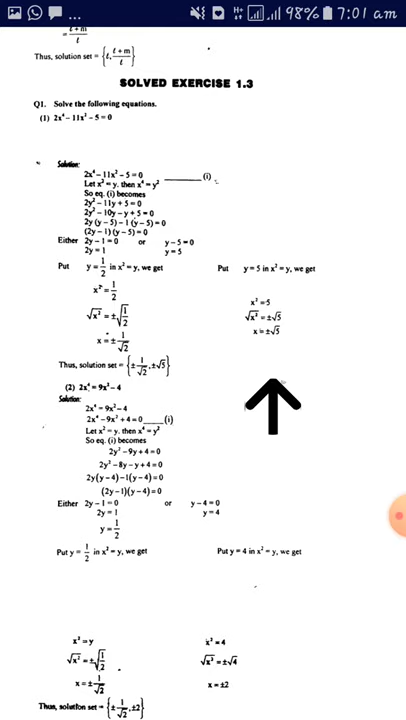 98% 7:01 am
= t+m/t
Thus, solution set = {t, t+m/t}
SOLVED EXERCISE 1.3
Q1. Solve the following equations.
(1) 2x⁴ – 11x² – 5 = 0
Solution:
2x⁴ – 11x² – 5 = 0 ______ (i)
Let x² = y. then x⁴ = y²
So eq. (i) becomes
2y² – 11y + 5 = 0
2y² – 10y – y + 5 = 0
2y (y – 5) – 1 (y – 5) = 0
(2y – 1) (y – 5) = 0
Either 2y – 1 = 0 or y – 5 = 0
2y = 1 y = 5
Put y = 1/2 in x² = y, we get Put y = 5 in x² = y, we get
x² = 1/2 x² = 5
√x² = ±√1/2 √x² = ±√5
x = ± 1/√2 x = ±√5
Thus, solution set = {± 1/√2, ±√5}
(2) 2x⁴ = 9x² – 4
Solution:
2x⁴ = 9x² – 4
2x⁴ – 9x² + 4 = 0 ____ (i)
Let x² = y. then x⁴ = y²
So eq. (i) becomes
2y² – 9y + 4 = 0
2y² – 8y – y + 4 = 0
2y(y – 4) – 1(y – 4) = 0
(2y – 1)(y – 4) = 0
Either 2y – 1 = 0 or y – 4 = 0
2y = 1 y = 4
y = 1/2
Put y = 1/2 in x² = y, we get Put y = 4 in x² = y, we get
x² = y x² = 4
√x² = ±√1/2 √x² = ±√4
x = ± 1/√2 x = ±2
Thus, solution set = {± 1/√2, ±2}